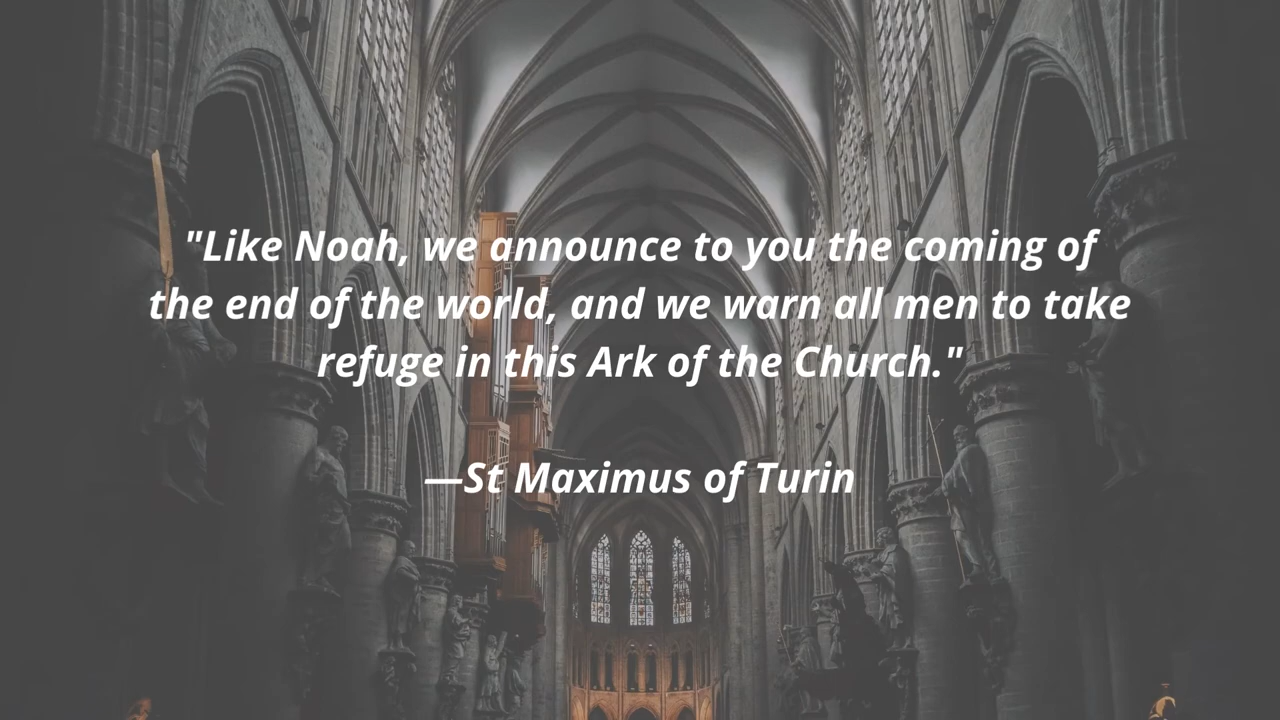 "Like Noah, we announce to you the coming of
the end of the world, and we warn all men to take
refuge in this Ark of the Church."
—St Maximus of Turin